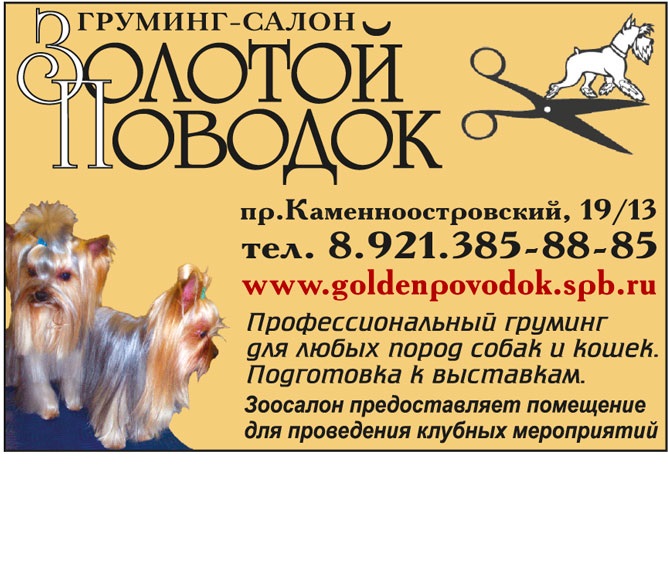 ГРУМИНГ-САЛОН
ЗОЛОТОЙ
ПОВОДОК
пр.Каменноостровский, 19/13
тел. 8.921.385-88-85
www.goldenpovodok.spb.ru
Профессиональный груминг
для любых пород собак и кошек.
Подготовка к выставкам.
Зоосалон предоставляет помещение
для проведения клубных мероприятий